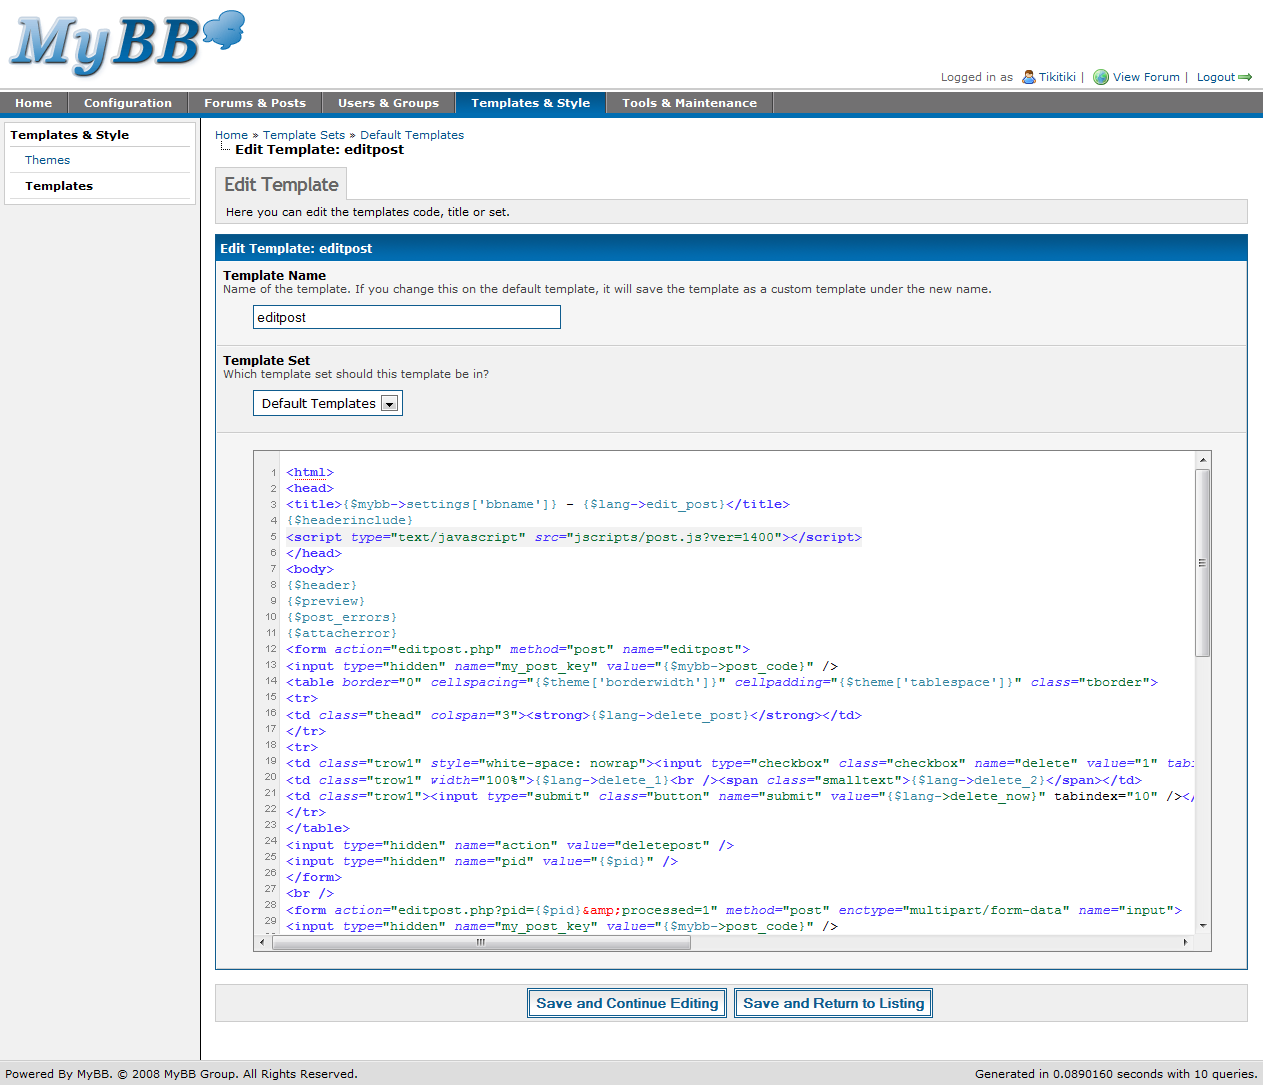 MyBB
Logged in as Tikitiki | View Forum | Logout
Home Configuration Forums & Posts Users & Groups Templates & Style Tools & Maintenance
Templates & Style
Themes
Templates
Home » Template Sets » Default Templates
Edit Template: editpost
Edit Template
Here you can edit the templates code, title or set.
Edit Template: editpost
Template Name
Name of the template. If you change this on the default template, it will save the template as a custom template under the new name.
editpost
Template Set
Which template set should this template be in?
Default Templates
1 <html>
2 <head>
3 <title>{$mybb->settings['bbname']} - {$lang->edit_post}</title>
4 {$headerinclude}
5 <script type="text/javascript" src="jscripts/post.js?ver=1400"></script>
6 </head>
7 <body>
8 {$header}
9 {$preview}
10 {$post_errors}
11 {$attacherror}
12 <form action="editpost.php" method="post" name="editpost">
13 <input type="hidden" name="my_post_key" value="{$mybb->post_code}" />
14 <table border="0" cellspacing="{$theme['borderwidth']}" cellpadding="{$theme['tablespace']}" class="tborder">
15 <tr>
16 <td class="thead" colspan="3"><strong>{$lang->delete_post}</strong></td>
17 </tr>
18 <tr>
19 <td class="trow1" style="white-space: nowrap"><input type="checkbox" class="checkbox" name="delete" value="1" tabi
20 <td class="trow1" width="100%">{$lang->delete_1}<br /><span class="smalltext">{$lang->delete_2}</span></td>
21 <td class="trow1"><input type="submit" class="button" name="submit" value="{$lang->delete_now}" tabindex="10" /></
22 </tr>
23 </table>
24 <input type="hidden" name="action" value="deletepost" />
25 <input type="hidden" name="pid" value="{$pid}" />
26 </form>
27 <br />
28 <form action="editpost.php?pid={$pid}&amp;processed=1" method="post" enctype="multipart/form-data" name="input">
29 <input type="hidden" name="my_post_key" value="{$mybb->post_code}" />
Save and Continue Editing Save and Return to Listing
Powered By MyBB. © 2008 MyBB Group. All Rights Reserved. Generated in 0.0890160 seconds with 10 queries.